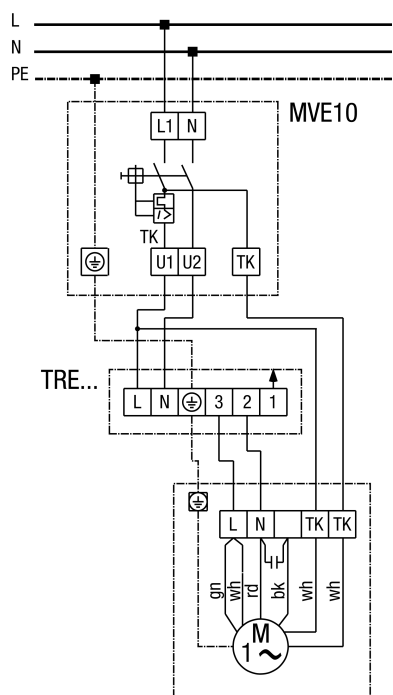 L
N
PE
MVE10
L1 N
I>
TK
U1 U2 TK
TRE...
L N 3 2 1
L N TK TK
gn wh rd bk wh wh
M
1 ~